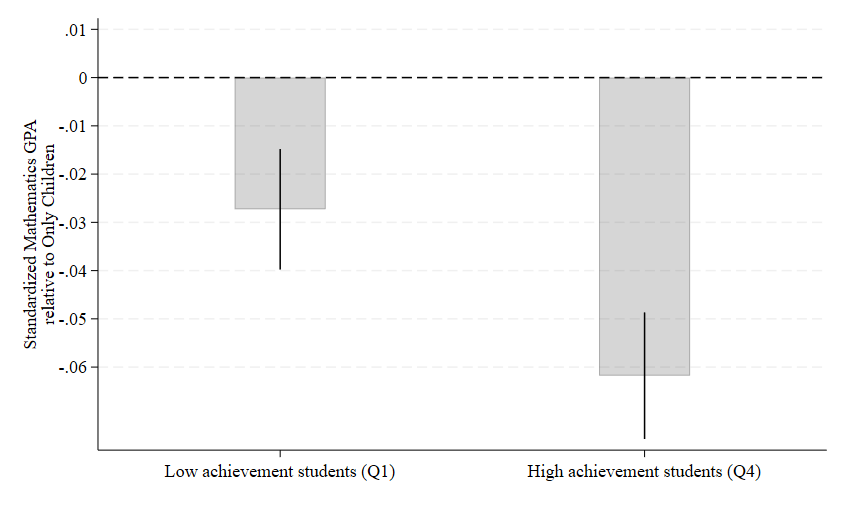 Standardized Mathematics GPA
relative to Only Children
.01
0
-.01
-.02
-.03
-.04
-.05
-.06
Low achievement students (Q1)
High achievement students (Q4)